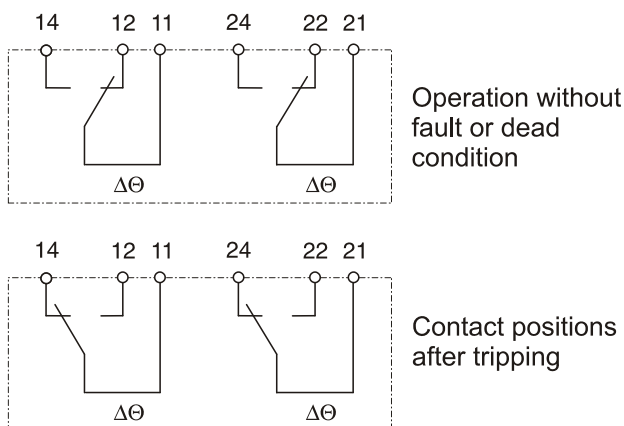 14 12 11 24 22 21
Operation without
fault or dead
condition
ΔΘ ΔΘ
14 12 11 24 22 21
Contact positions
after tripping
ΔΘ ΔΘ